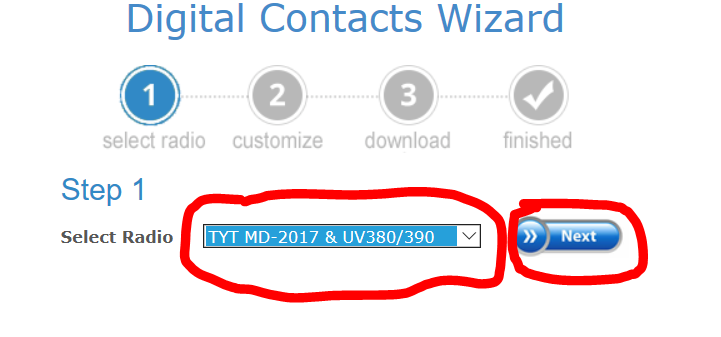 Digital Contacts Wizard
1 2 3
select radio customize download finished
Step 1
Select Radio TYT MD-2017 & UV380/390 Next